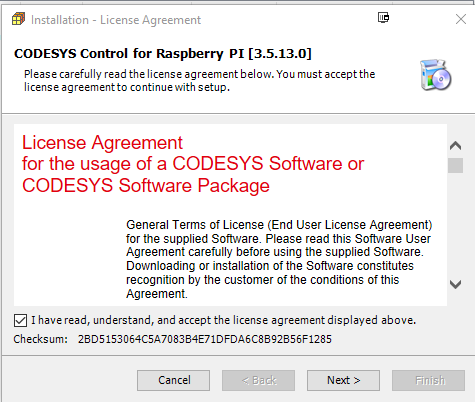 Installation - License Agreement
CODESYS Control for Raspberry PI [3.5.13.0]
Please carefully read the license agreement below. You must accept the
license agreement to continue with setup.
License Agreement
for the usage of a CODESYS Software or
CODESYS Software Package
General Terms of License (End User License Agreement)
for the supplied Software. Please read this Software User
Agreement carefully before using the supplied Software.
Downloading or installation of the Software constitutes
recognition by the customer of the conditions of this
Agreement.
I have read, understand, and accept the license agreement displayed above.
Checksum: 2BD5153064C5A7083B4E71DFDA6C8B92B56F1285
Cancel < Back Next > Finish